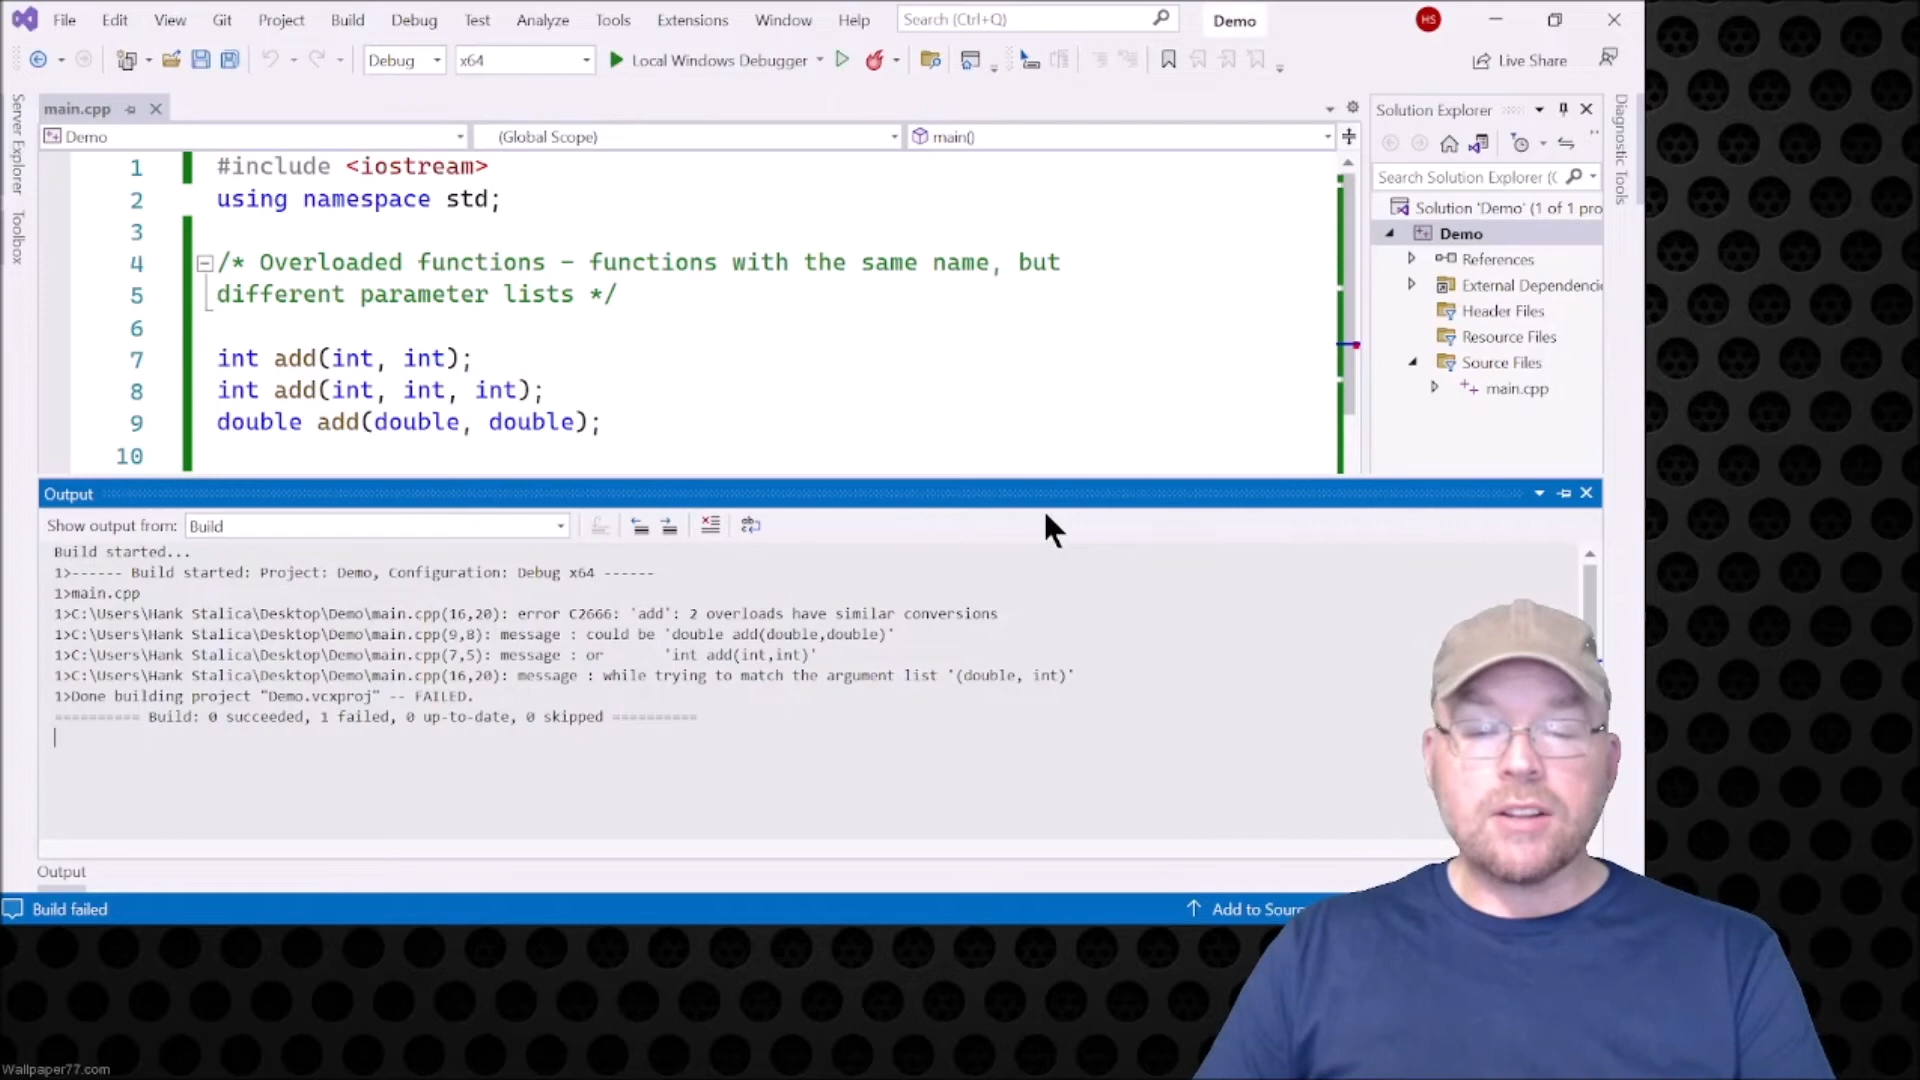 File Edit View Git Project Build Debug Test Analyze Tools Extensions Window Help Search (Ctrl+Q) Demo HS
Debug x64 Local Windows Debugger Live Share
Server Explorer
Toolbox
main.cpp
Demo (Global Scope) main()
1 #include <iostream>
2 using namespace std;
3
4 /* Overloaded functions – functions with the same name, but
5 different parameter lists */
6
7 int add(int, int);
8 int add(int, int, int);
9 double add(double, double);
10
Solution Explorer
Search Solution Explorer (C
Solution 'Demo' (1 of 1 pro
Demo
References
External Dependenci
Header Files
Resource Files
Source Files
main.cpp
Diagnostic Tools
Output
Show output from: Build
Build started...
1>------ Build started: Project: Demo, Configuration: Debug x64 ------
1>main.cpp
1>C:\Users\Hank Stalica\Desktop\Demo\main.cpp(16,20): error C2666: 'add': 2 overloads have similar conversions
1>C:\Users\Hank Stalica\Desktop\Demo\main.cpp(9,8): message : could be 'double add(double,double)'
1>C:\Users\Hank Stalica\Desktop\Demo\main.cpp(7,5): message : or 'int add(int,int)'
1>C:\Users\Hank Stalica\Desktop\Demo\main.cpp(16,20): message : while trying to match the argument list '(double, int)'
1>Done building project "Demo.vcxproj" -- FAILED.
========== Build: 0 succeeded, 1 failed, 0 up-to-date, 0 skipped ==========
Output
Build failed Add to Sourc
Wallpaper77.com